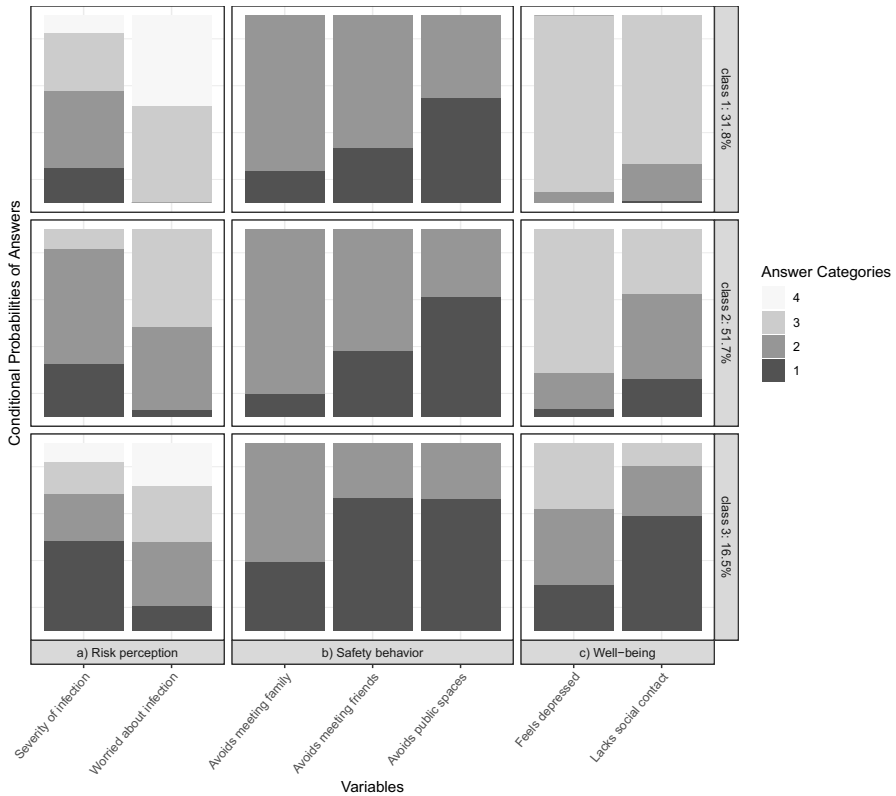 Conditional Probabilities of Answers
class 1: 31.8%
class 2: 51.7%
class 3: 16.5%
a) Risk perception
b) Safety behavior
c) Well−being
Severity of infection
Worried about infection
Avoids meeting family
Avoids meeting friends
Avoids public spaces
Feels depressed
Lacks social contact
Variables
Answer Categories
4
3
2
1